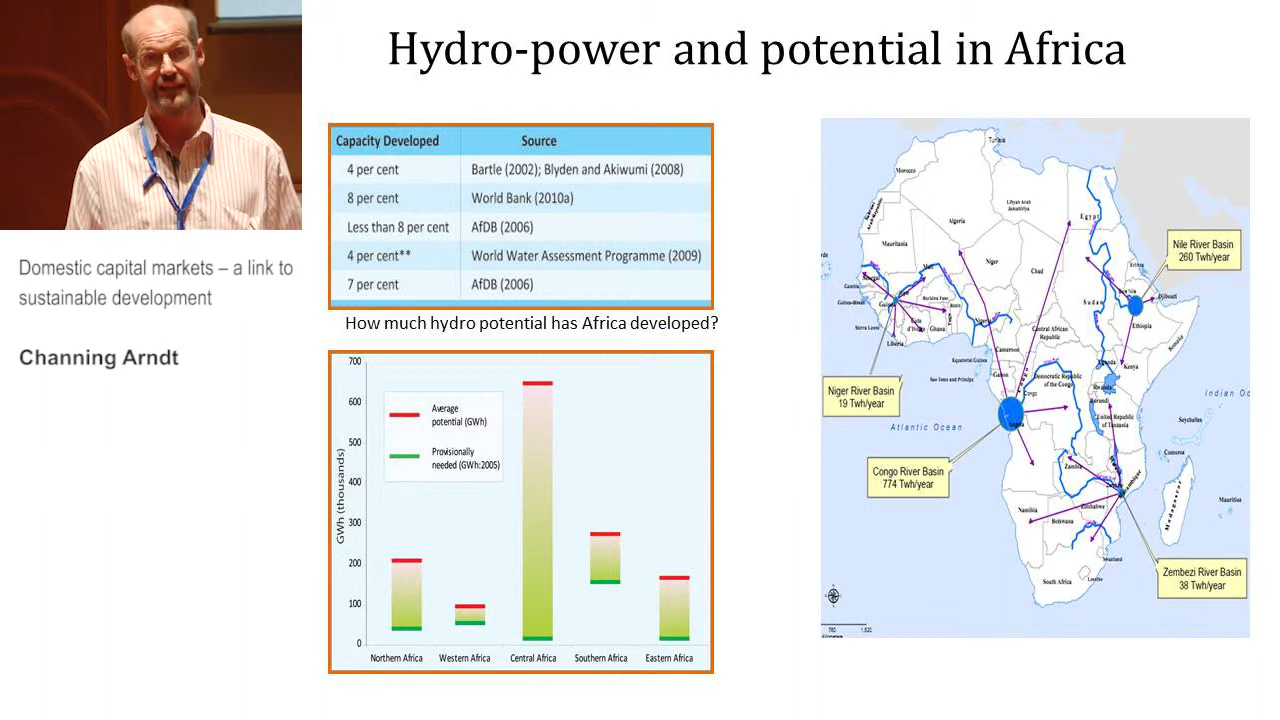 Hydro-power and potential in Africa
Domestic capital markets – a link to
sustainable development
Channing Arndt
Capacity Developed Source
4 per cent Bartle (2002); Blyden and Akiwumi (2008)
8 per cent World Bank (2010a)
Less than 8 per cent AfDB (2006)
4 per cent** World Water Assessment Programme (2009)
7 per cent AfDB (2006)
How much hydro potential has Africa developed?
GWh (thousands)
700
600
500
400
300
200
100
0
Average
potential (GWh)
Provisionally
needed (GWh:2005)
Northern Africa Western Africa Central Africa Southern Africa Eastern Africa
Tunisia
Morocco
Algeria
Libyan Arab
Jamahiriya
Egypt
Mauritania
Mali
Niger
Chad
Sudan
Eritrea
Djibouti
Nile River Basin
260 Twh/year
Senegal
Gambia
Guinea-Bissau
Guinea
Burkina Faso
Benin
Sierra Leone
Liberia
Cote
d'Ivoire
Ghana
Togo
Nigeria
Cameroon
Central African
Republic
Ethiopia
Somalia
Equatorial Guinea
Sao Tome and Principe
Gabon
Congo
Democratic Republic
of the Congo
Uganda
Kenya
Rwanda
Burundi
United Republic
of Tanzania
Niger River Basin
19 Twh/year
Atlantic Ocean
Indian Oc
Seychelles
Congo River Basin
774 Twh/year
Angola
Zambia
Comoros
Mozambique
Madagascar
Mauritius
Namibia
Zimbabwe
Botswana
Swaziland
Lesotho
South Africa
Zembezi River Basin
38 Twh/year